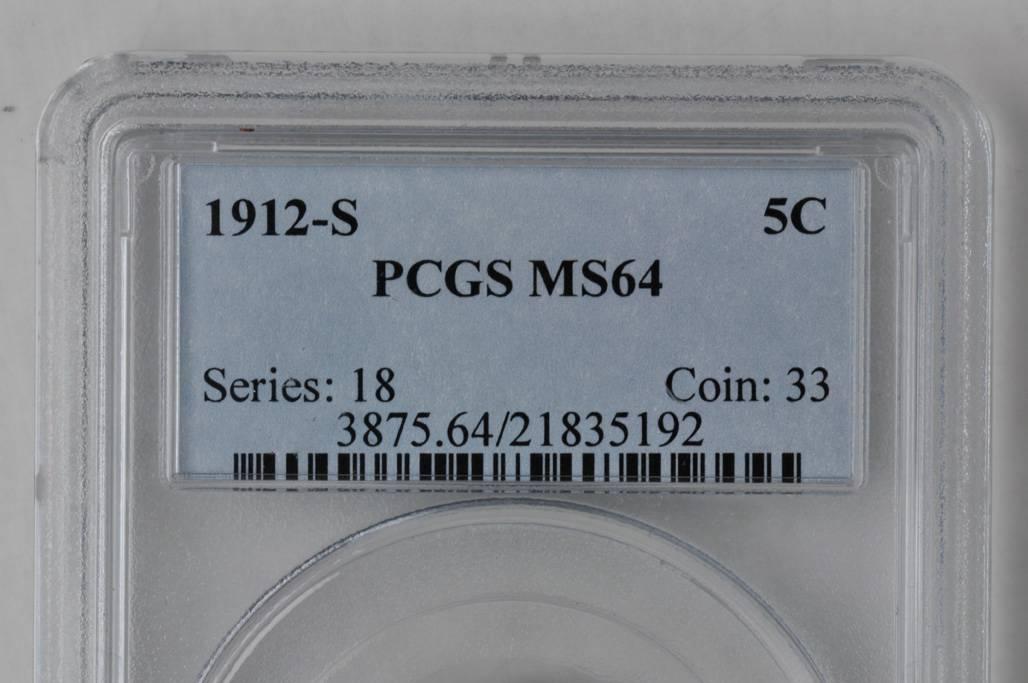 1912-S 5C
PCGS MS64
Series: 18 Coin: 33
3875.64/21835192